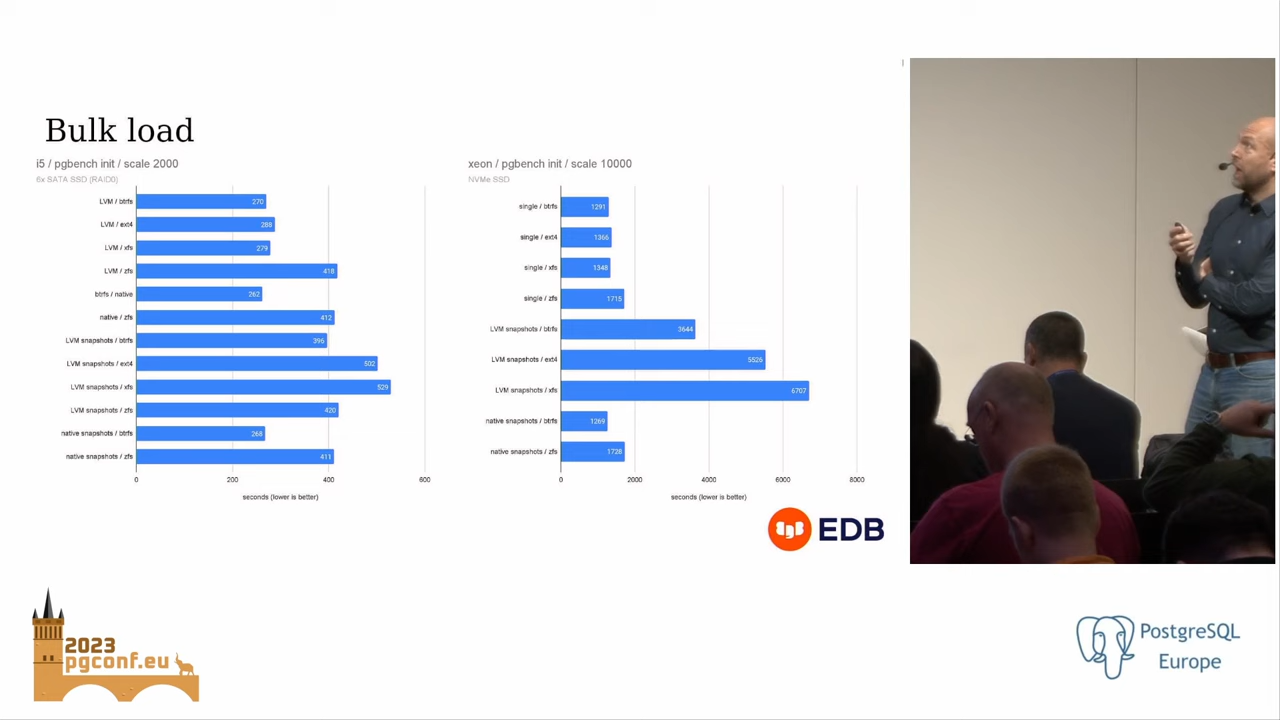 Bulk load
i5 / pgbench init / scale 2000
6x SATA SSD (RAID0)
LVM / btrfs 270
LVM / ext4 288
LVM / xfs 279
LVM / zfs 418
btrfs / native 262
native / zfs 412
LVM snapshots / btrfs 396
LVM snapshots / ext4 502
LVM snapshots / xfs 529
LVM snapshots / zfs 420
native snapshots / btrfs 268
native snapshots / zfs 411
0 200 400 600
seconds (lower is better)
xeon / pgbench init / scale 10000
NVMe SSD
single / btrfs 1291
single / ext4 1366
single / xfs 1348
single / zfs 1715
LVM snapshots / btrfs 3644
LVM snapshots / ext4 5526
LVM snapshots / xfs 6707
native snapshots / btrfs 1269
native snapshots / zfs 1728
0 2000 4000 6000 8000
seconds (lower is better)
EDB
2023
pgconf.eu
PostgreSQL
Europe